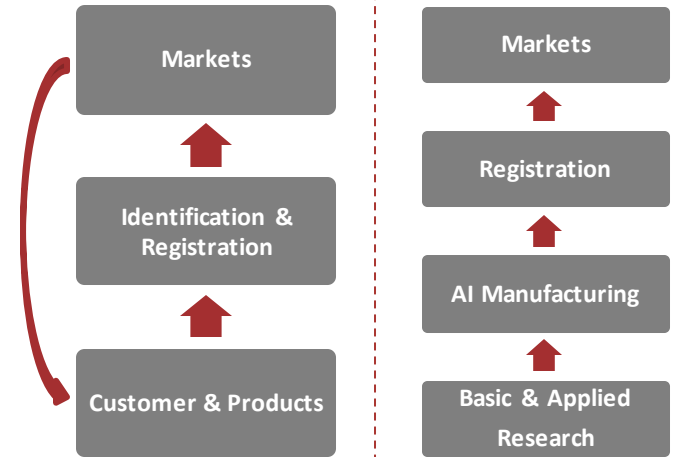 Markets
Identification &
Registration
Customer & Products
Markets
Registration
AI Manufacturing
Basic & Applied
Research